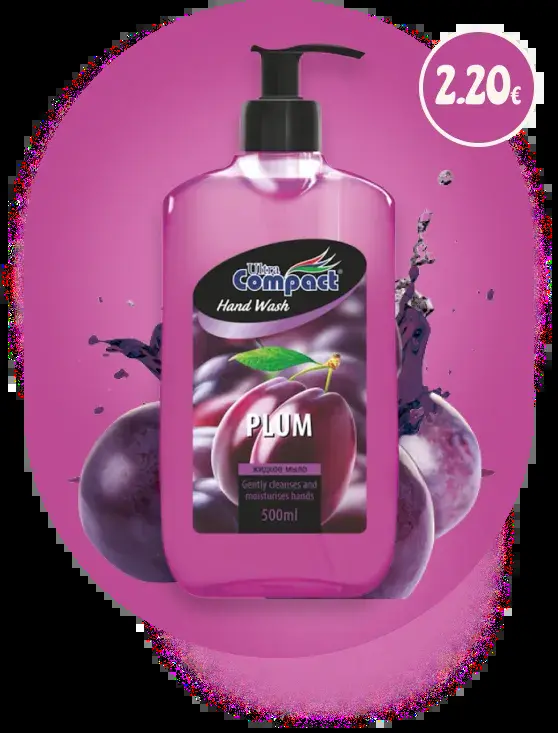 2.20€
Ultra
Compact®
Hand Wash
PLUM
ЖИДКОЕ МЫЛО
Gently cleanses and
moisturises hands
500ml